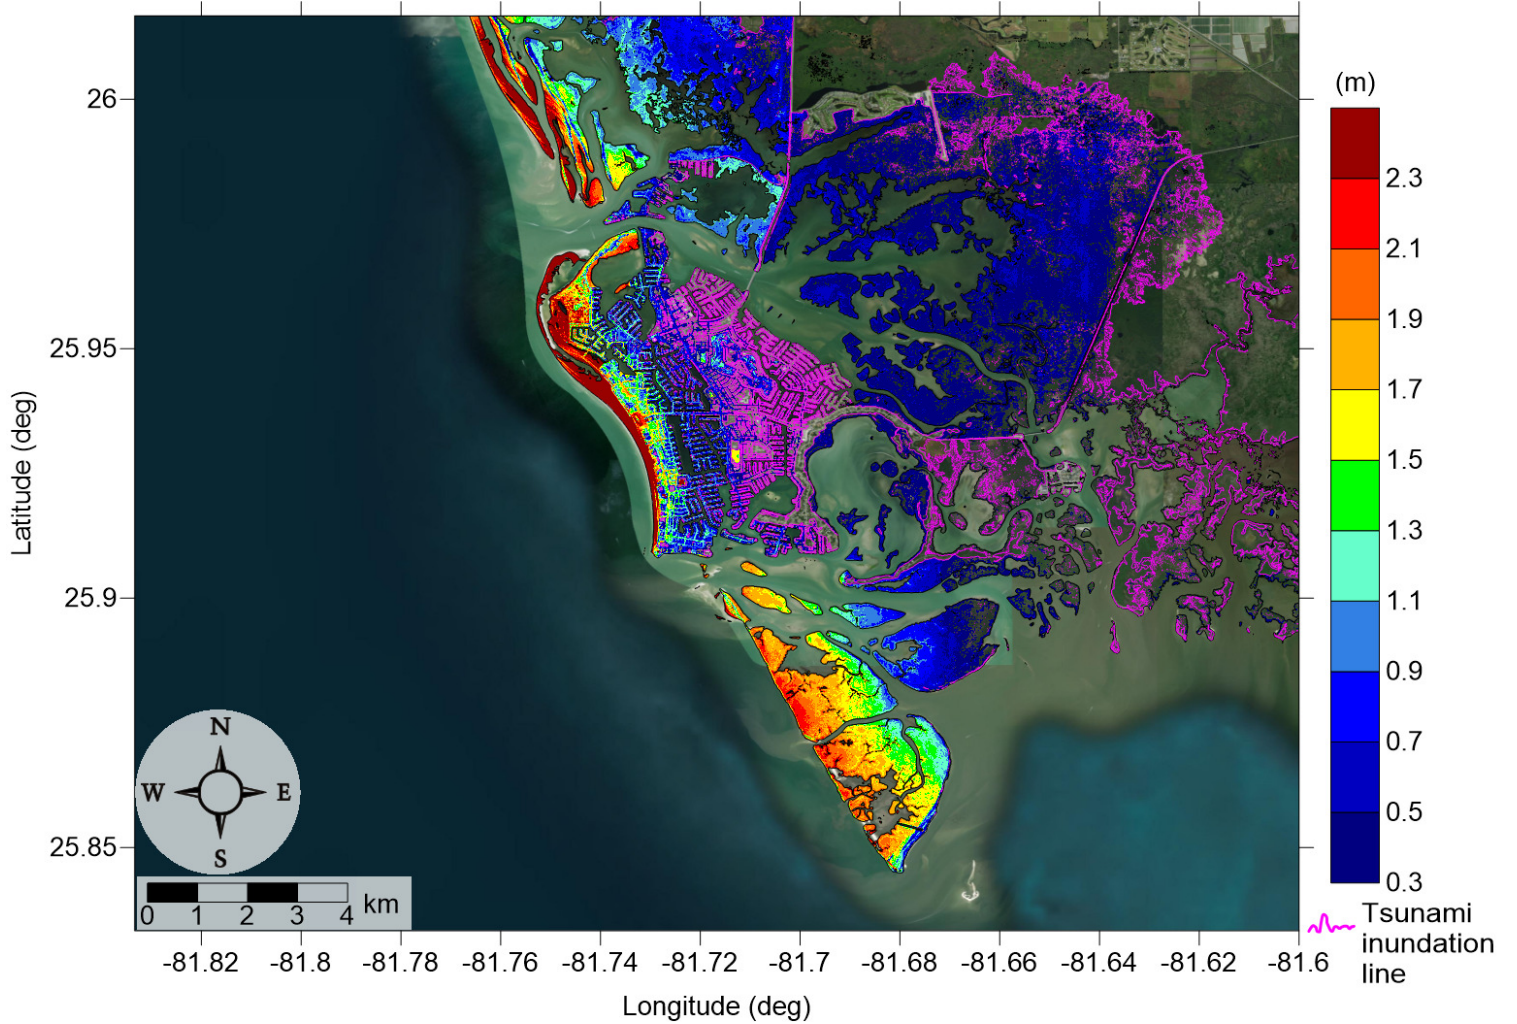 (m)
26
25.95
25.9
25.85
Latitude (deg)
2.3
2.1
1.9
1.7
1.5
1.3
1.1
0.9
0.7
0.5
0.3
Tsunami
inundation
line
N
W E
S
0 1 2 3 4 km
-81.82 -81.8 -81.78 -81.76 -81.74 -81.72 -81.7 -81.68 -81.66 -81.64 -81.62 -81.6
Longitude (deg)